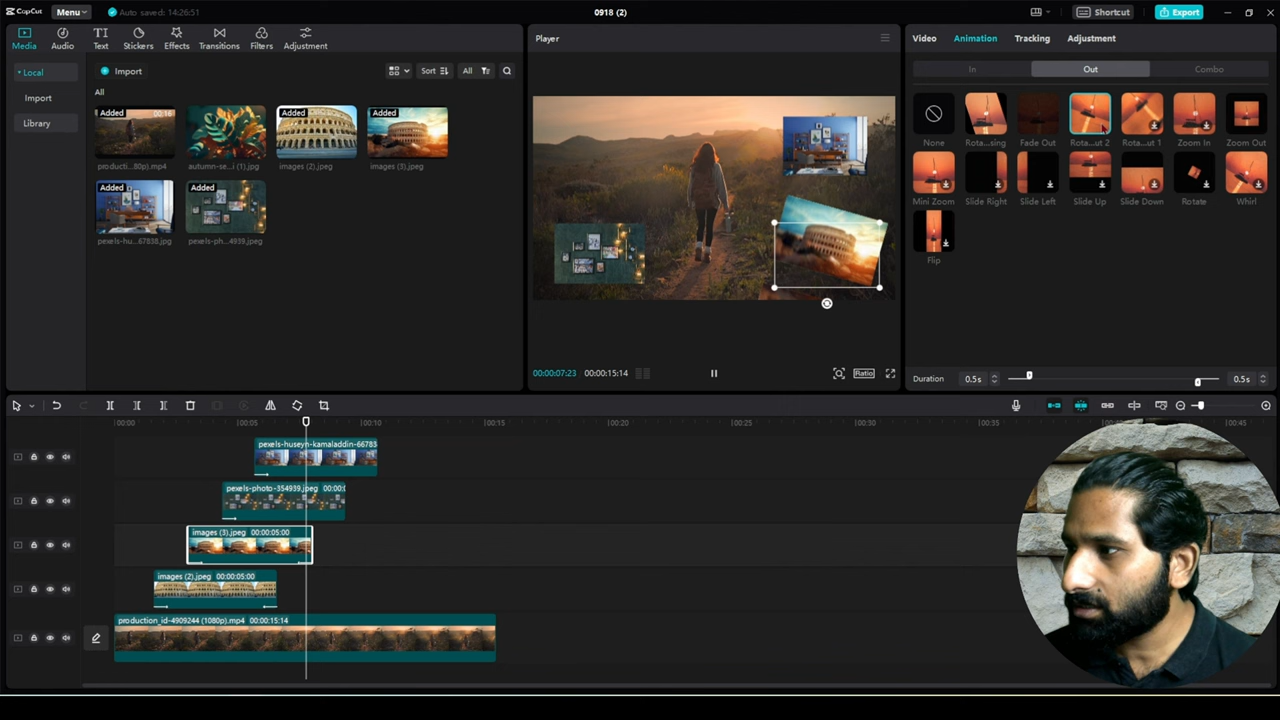 CapCut
Menu
Auto saved: 14:26:51
0918 (2)
Shortcut
Export
Media
Audio
Text
Stickers
Effects
Transitions
Filters
Adjustment
Player
Video
Animation
Tracking
Adjustment
Local
Import
Library
Import
Sort
All
In
Out
Combo
All
Added
00:16
Added
Added
Added
producti...80p).mp4
autumn-se...i (1).jpg
images (2).jpeg
images (3).jpeg
Added
Added
pexels-hu...67838.jpg
pexels-ph...4939.jpeg
None
Rota...sing
Fade Out
Rota...ut 2
Rota...ut 1
Zoom In
Zoom Out
Mini Zoom
Slide Right
Slide Left
Slide Up
Slide Down
Rotate
Whirl
Flip
00:00:07:23
00:00:15:14
Ratio
Duration
0.5s
0.5s
00:00
00:05
00:10
00:15
00:20
00:25
00:30
00:35
00:40
00:45
pexels-huseyn-kamaladdin-66783
pexels-photo-354939.jpeg 00:00:0
images (3).jpeg 00:00:05:00
images (2).jpeg 00:00:05:00
production_id-4909244 (1080p).mp4 00:00:15:14